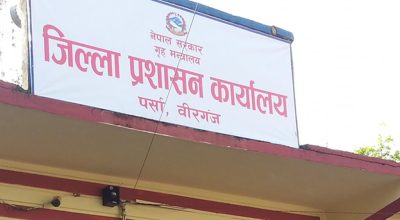 नेपाल सरकार
गृह मन्त्रालय
जिल्ला प्रशासन कार्यालय
पर्सा, वीरगंज